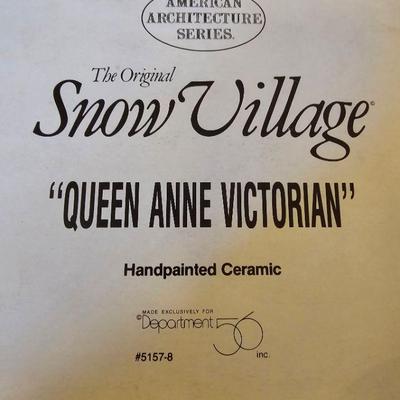 AMERICAN
ARCHITECTURE
SERIES.
The Original
Snow Village©
"QUEEN ANNE VICTORIAN"
Handpainted Ceramic
MADE EXCLUSIVELY FOR
©Department 56
inc.
#5157-8